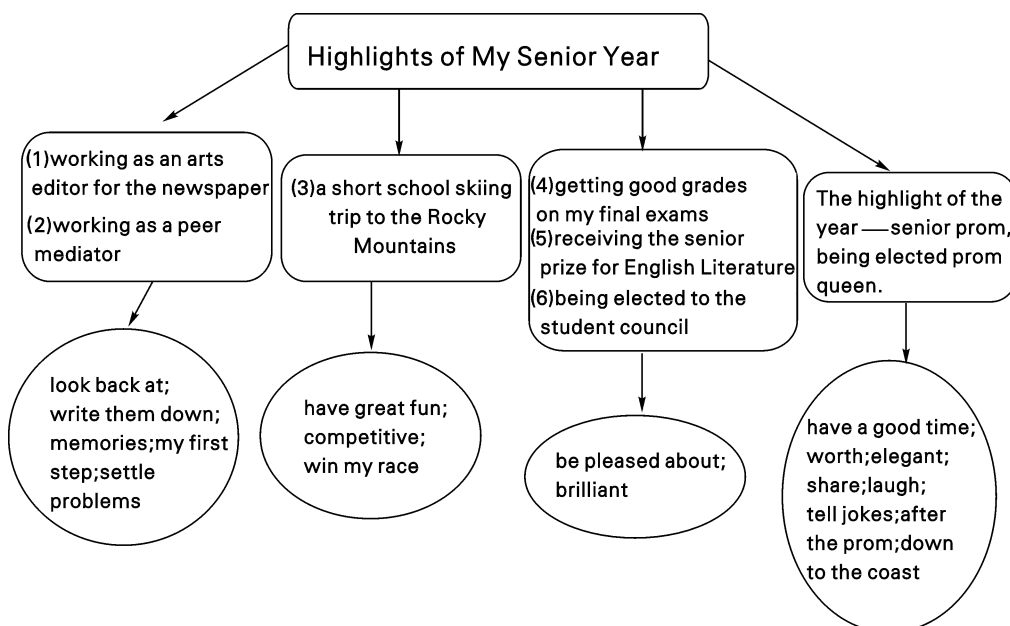 Highlights of My Senior Year
(1)working as an arts
editor for the newspaper
(2)working as a peer
mediator
(3)a short school skiing
trip to the Rocky
Mountains
(4)getting good grades
on my final exams
(5)receiving the senior
prize for English Literature
(6)being elected to the
student council
The highlight of the
year —senior prom,
being elected prom
queen.
look back at;
write them down;
memories;my first
step;settle
problems
have great fun;
competitive;
win my race
be pleased about;
brilliant
have a good time;
worth;elegant;
share;laugh;
tell jokes;after
the prom;down
to the coast